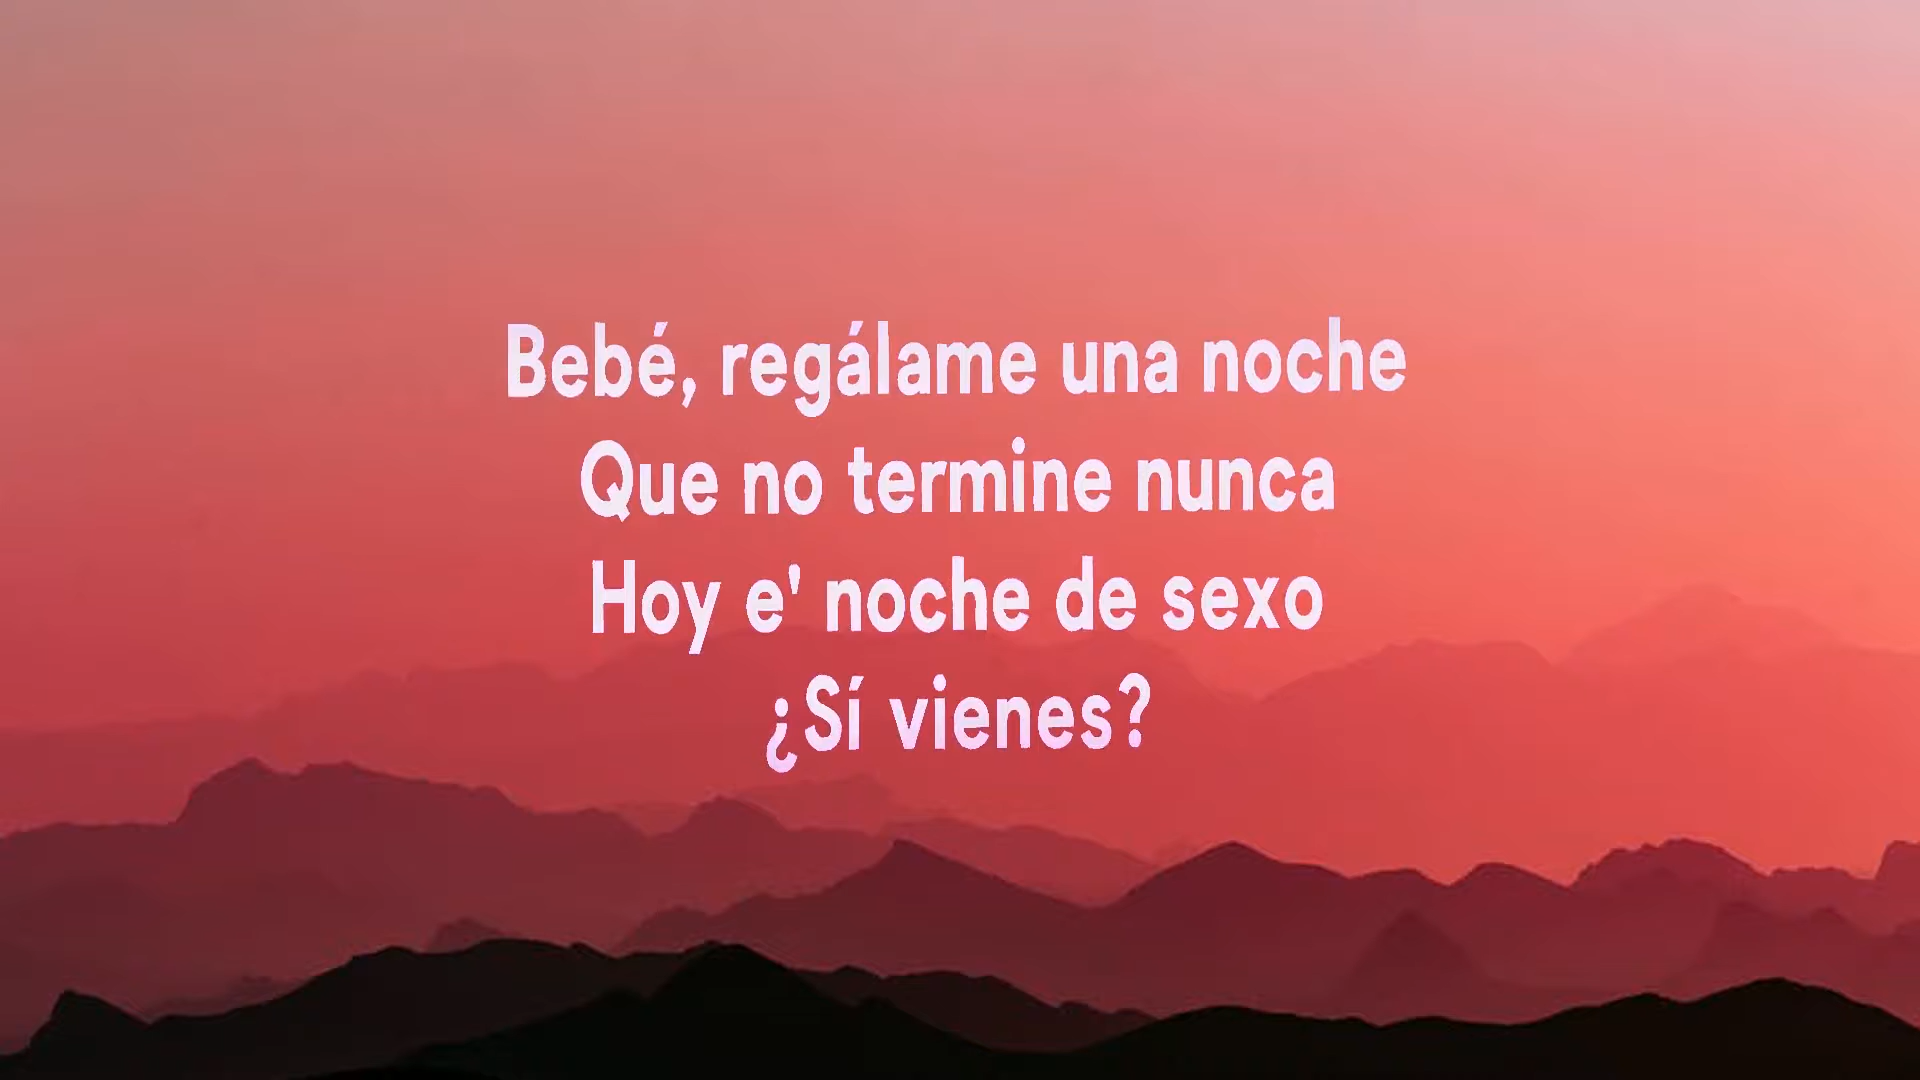 Bebé, regálame una noche
Que no termine nunca
Hoy e' noche de sexo
¿Sí vienes?